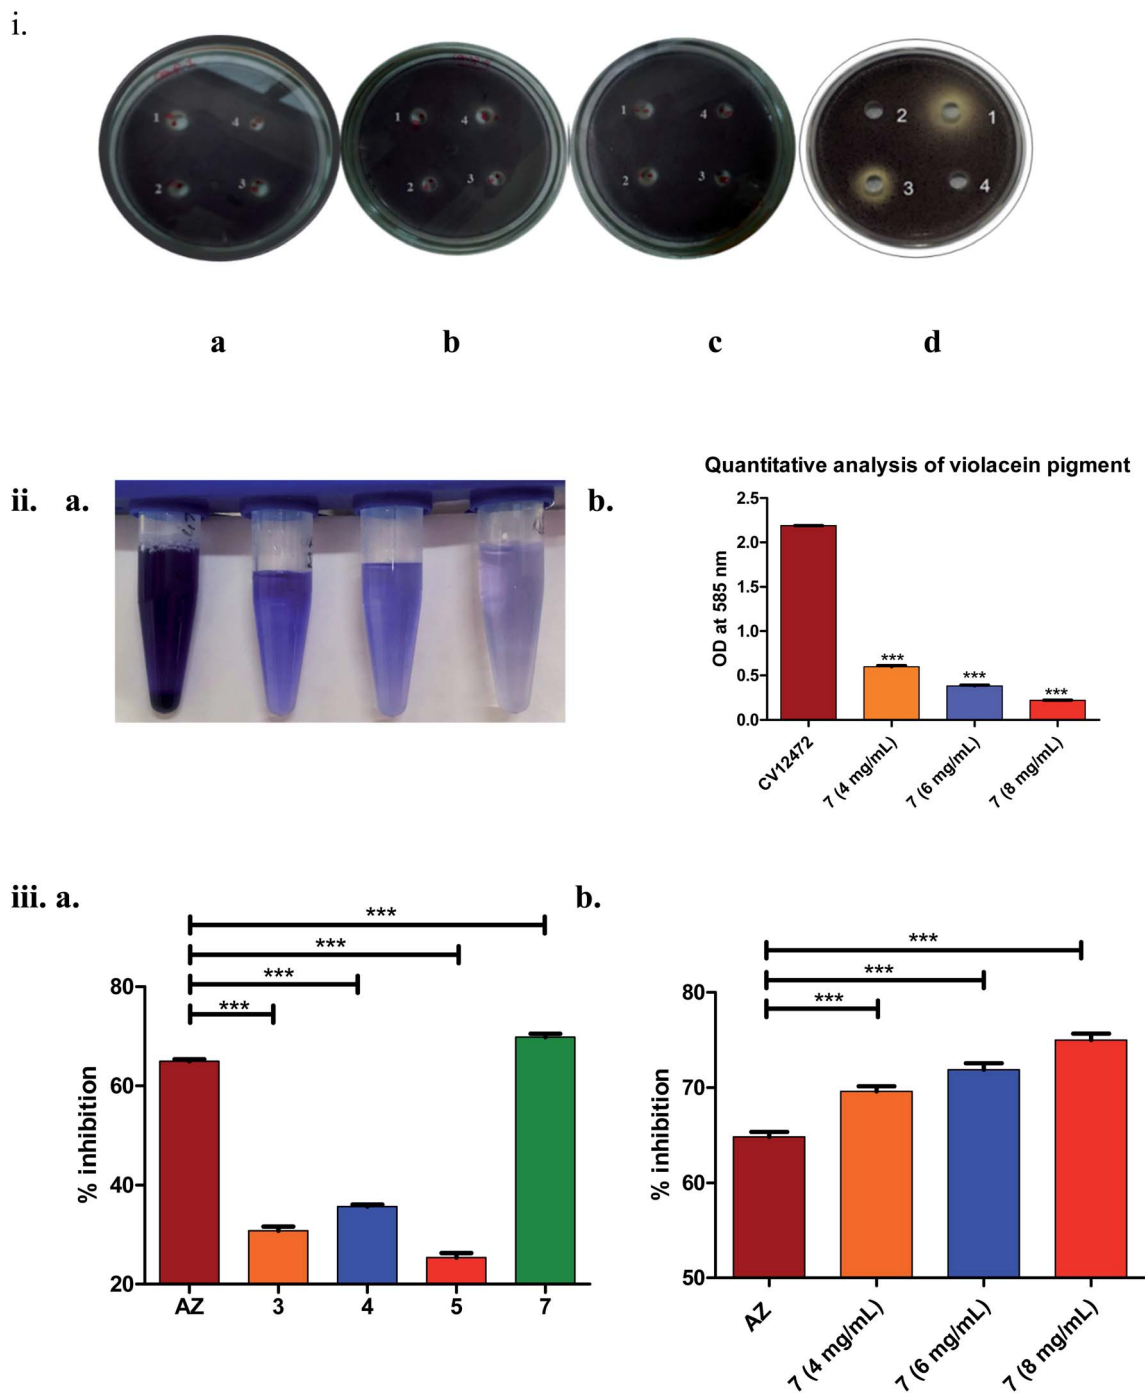 i.
1 4 2 3
1 4 2 3
1 4 2 3
2 1 3 4
a b c d
ii. a.
b.
Quantitative analysis of violacein pigment
OD at 585 nm
2.5
2.0
1.5
1.0
0.5
0.0
*** *** ***
CV12472 7 (4 mg/mL) 7 (6 mg/mL) 7 (8 mg/mL)
iii. a.
***
***
***
***
% inhibition
80
60
40
20
AZ 3 4 5 7
b.
***
***
***
% inhibition
80
70
60
50
AZ 7 (4 mg/mL) 7 (6 mg/mL) 7 (8 mg/mL)